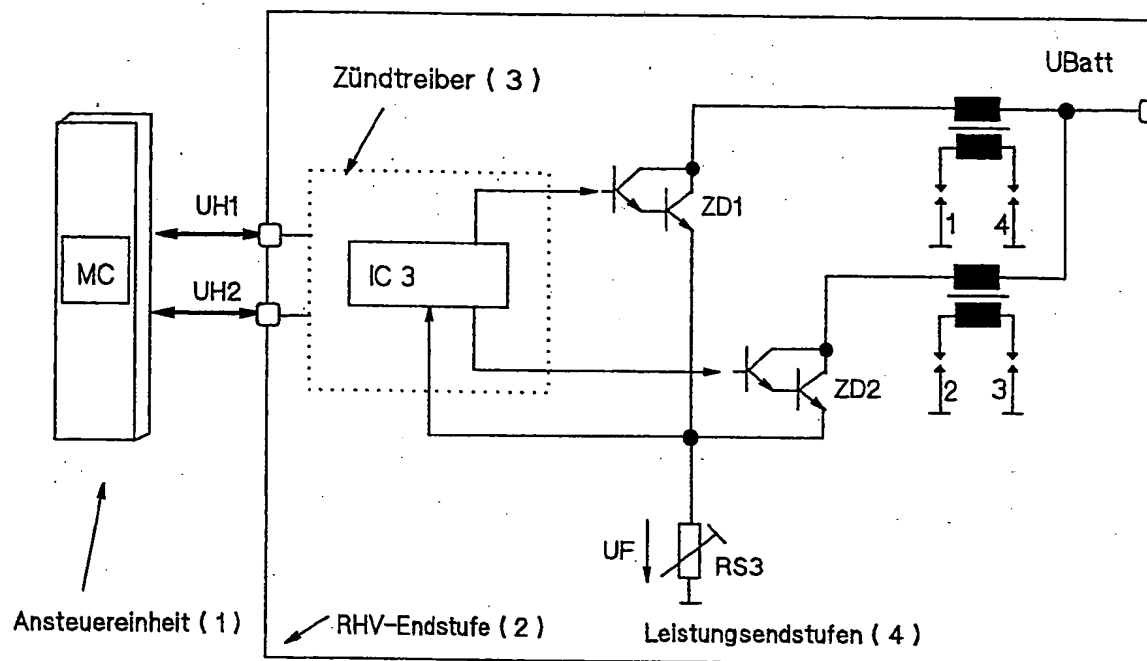 UBatt
Zündtreiber ( 3 )
ZD1
UH1
1 4
MC
IC 3
UH2
ZD2
2 3
UF
RS3
Ansteuereinheit ( 1 )
RHV-Endstufe ( 2 )
Leistungsendstufen ( 4 )